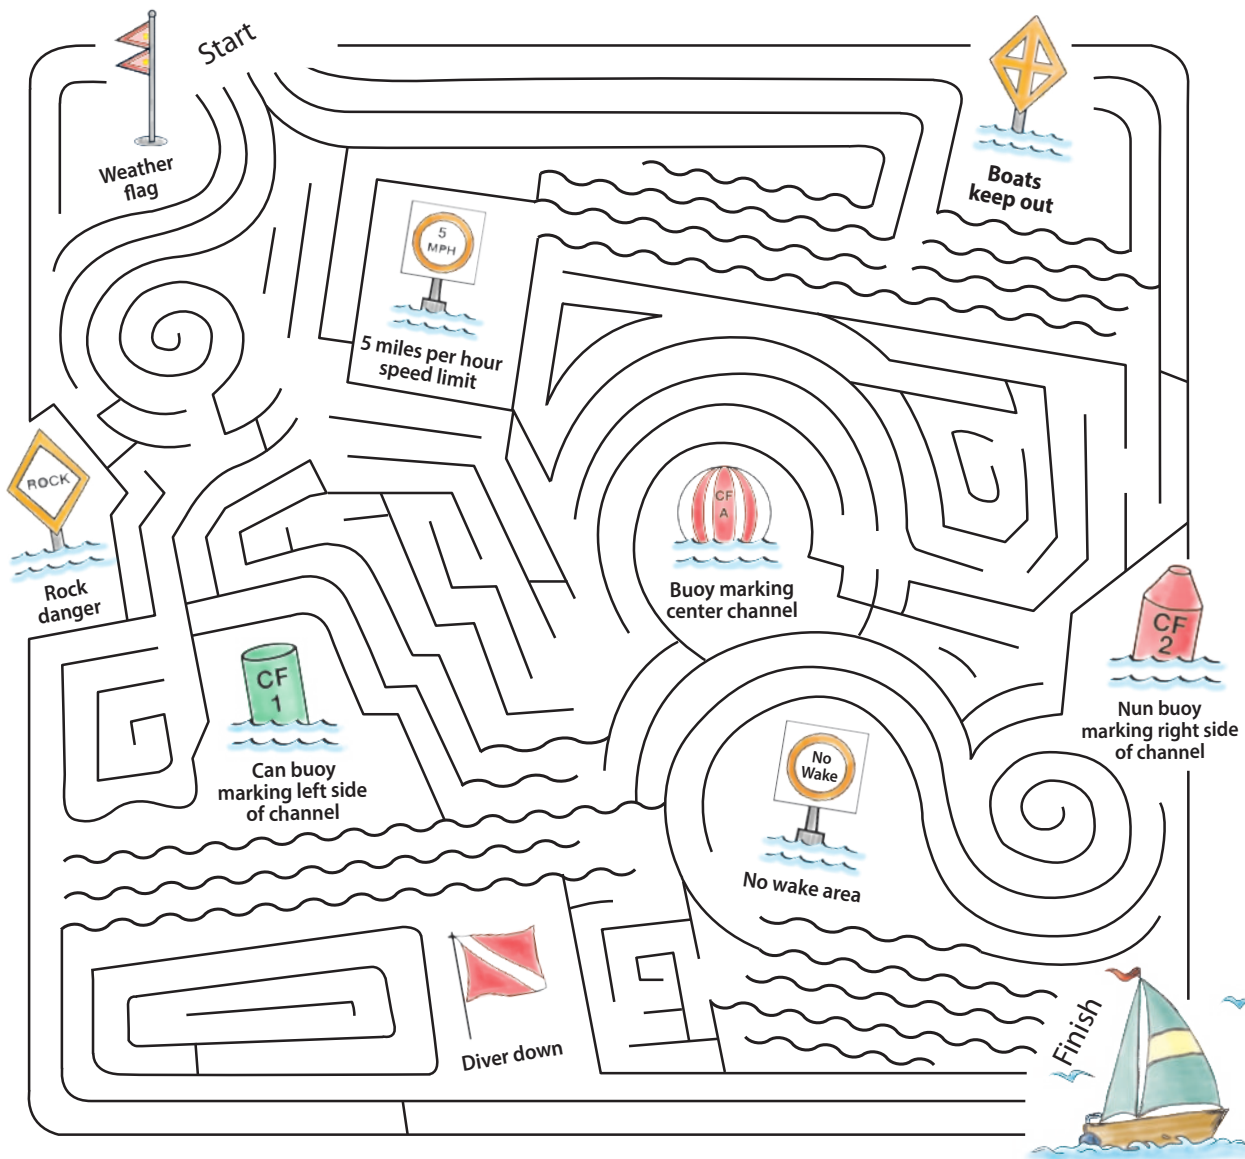 Start
Weather
flag
Boats
keep out
5
MPH
5 miles per hour
speed limit
ROCK
Rock
danger
CF
A
Buoy marking
center channel
CF
2
Nun buoy
marking right side
of channel
CF
1
Can buoy
marking left side
of channel
No
Wake
No wake area
Diver down
Finish